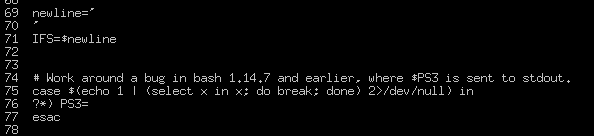 69 newline="
70 "
71 IFS=$newline
72
73
74 # Work around a bug in bash 1.14.7 and earlier, where $PS3 is sent to stdout.
75 case $(echo 1 | (select x in x; do break; done) 2>/dev/null) in
76 ?*) PS3=
77 esac
78